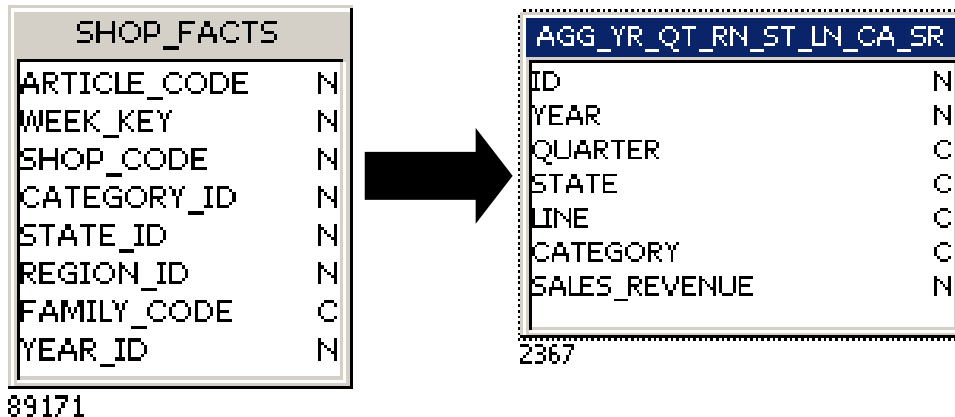 SHOP_FACTS
ARTICLE_CODE N
WEEK_KEY N
SHOP_CODE N
CATEGORY_ID N
STATE_ID N
REGION_ID N
FAMILY_CODE C
YEAR_ID N
89171
AGG_YR_QT_RN_ST_LN_CA_SR
ID N
YEAR N
QUARTER C
STATE C
LINE C
CATEGORY C
SALES_REVENUE N
2367